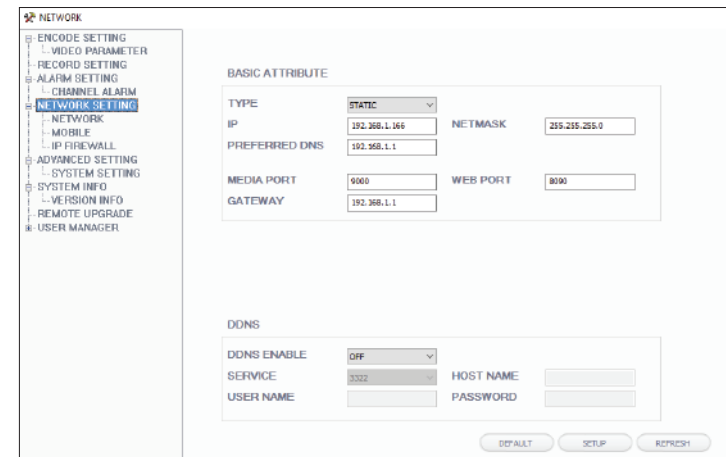 NETWORK
ENCODE SETTING
VIDEO PARAMETER
RECORD SETTING
ALARM SETTING
CHANNEL ALARM
NETWORK SETTING
NETWORK
MOBILE
IP FIREWALL
ADVANCED SETTING
SYSTEM SETTING
SYSTEM INFO
VERSION INFO
REMOTE UPGRADE
USER MANAGER
BASIC ATTRIBUTE
TYPE STATIC
IP 192.168.1.166 NETMASK 255.255.255.0
PREFERRED DNS 192.168.1.1
MEDIA PORT 9000 WEB PORT 8090
GATEWAY 192.168.1.1
DDNS
DDNS ENABLE OFF
SERVICE 3322 HOST NAME
USER NAME PASSWORD
DEFAULT SETUP REFRESH